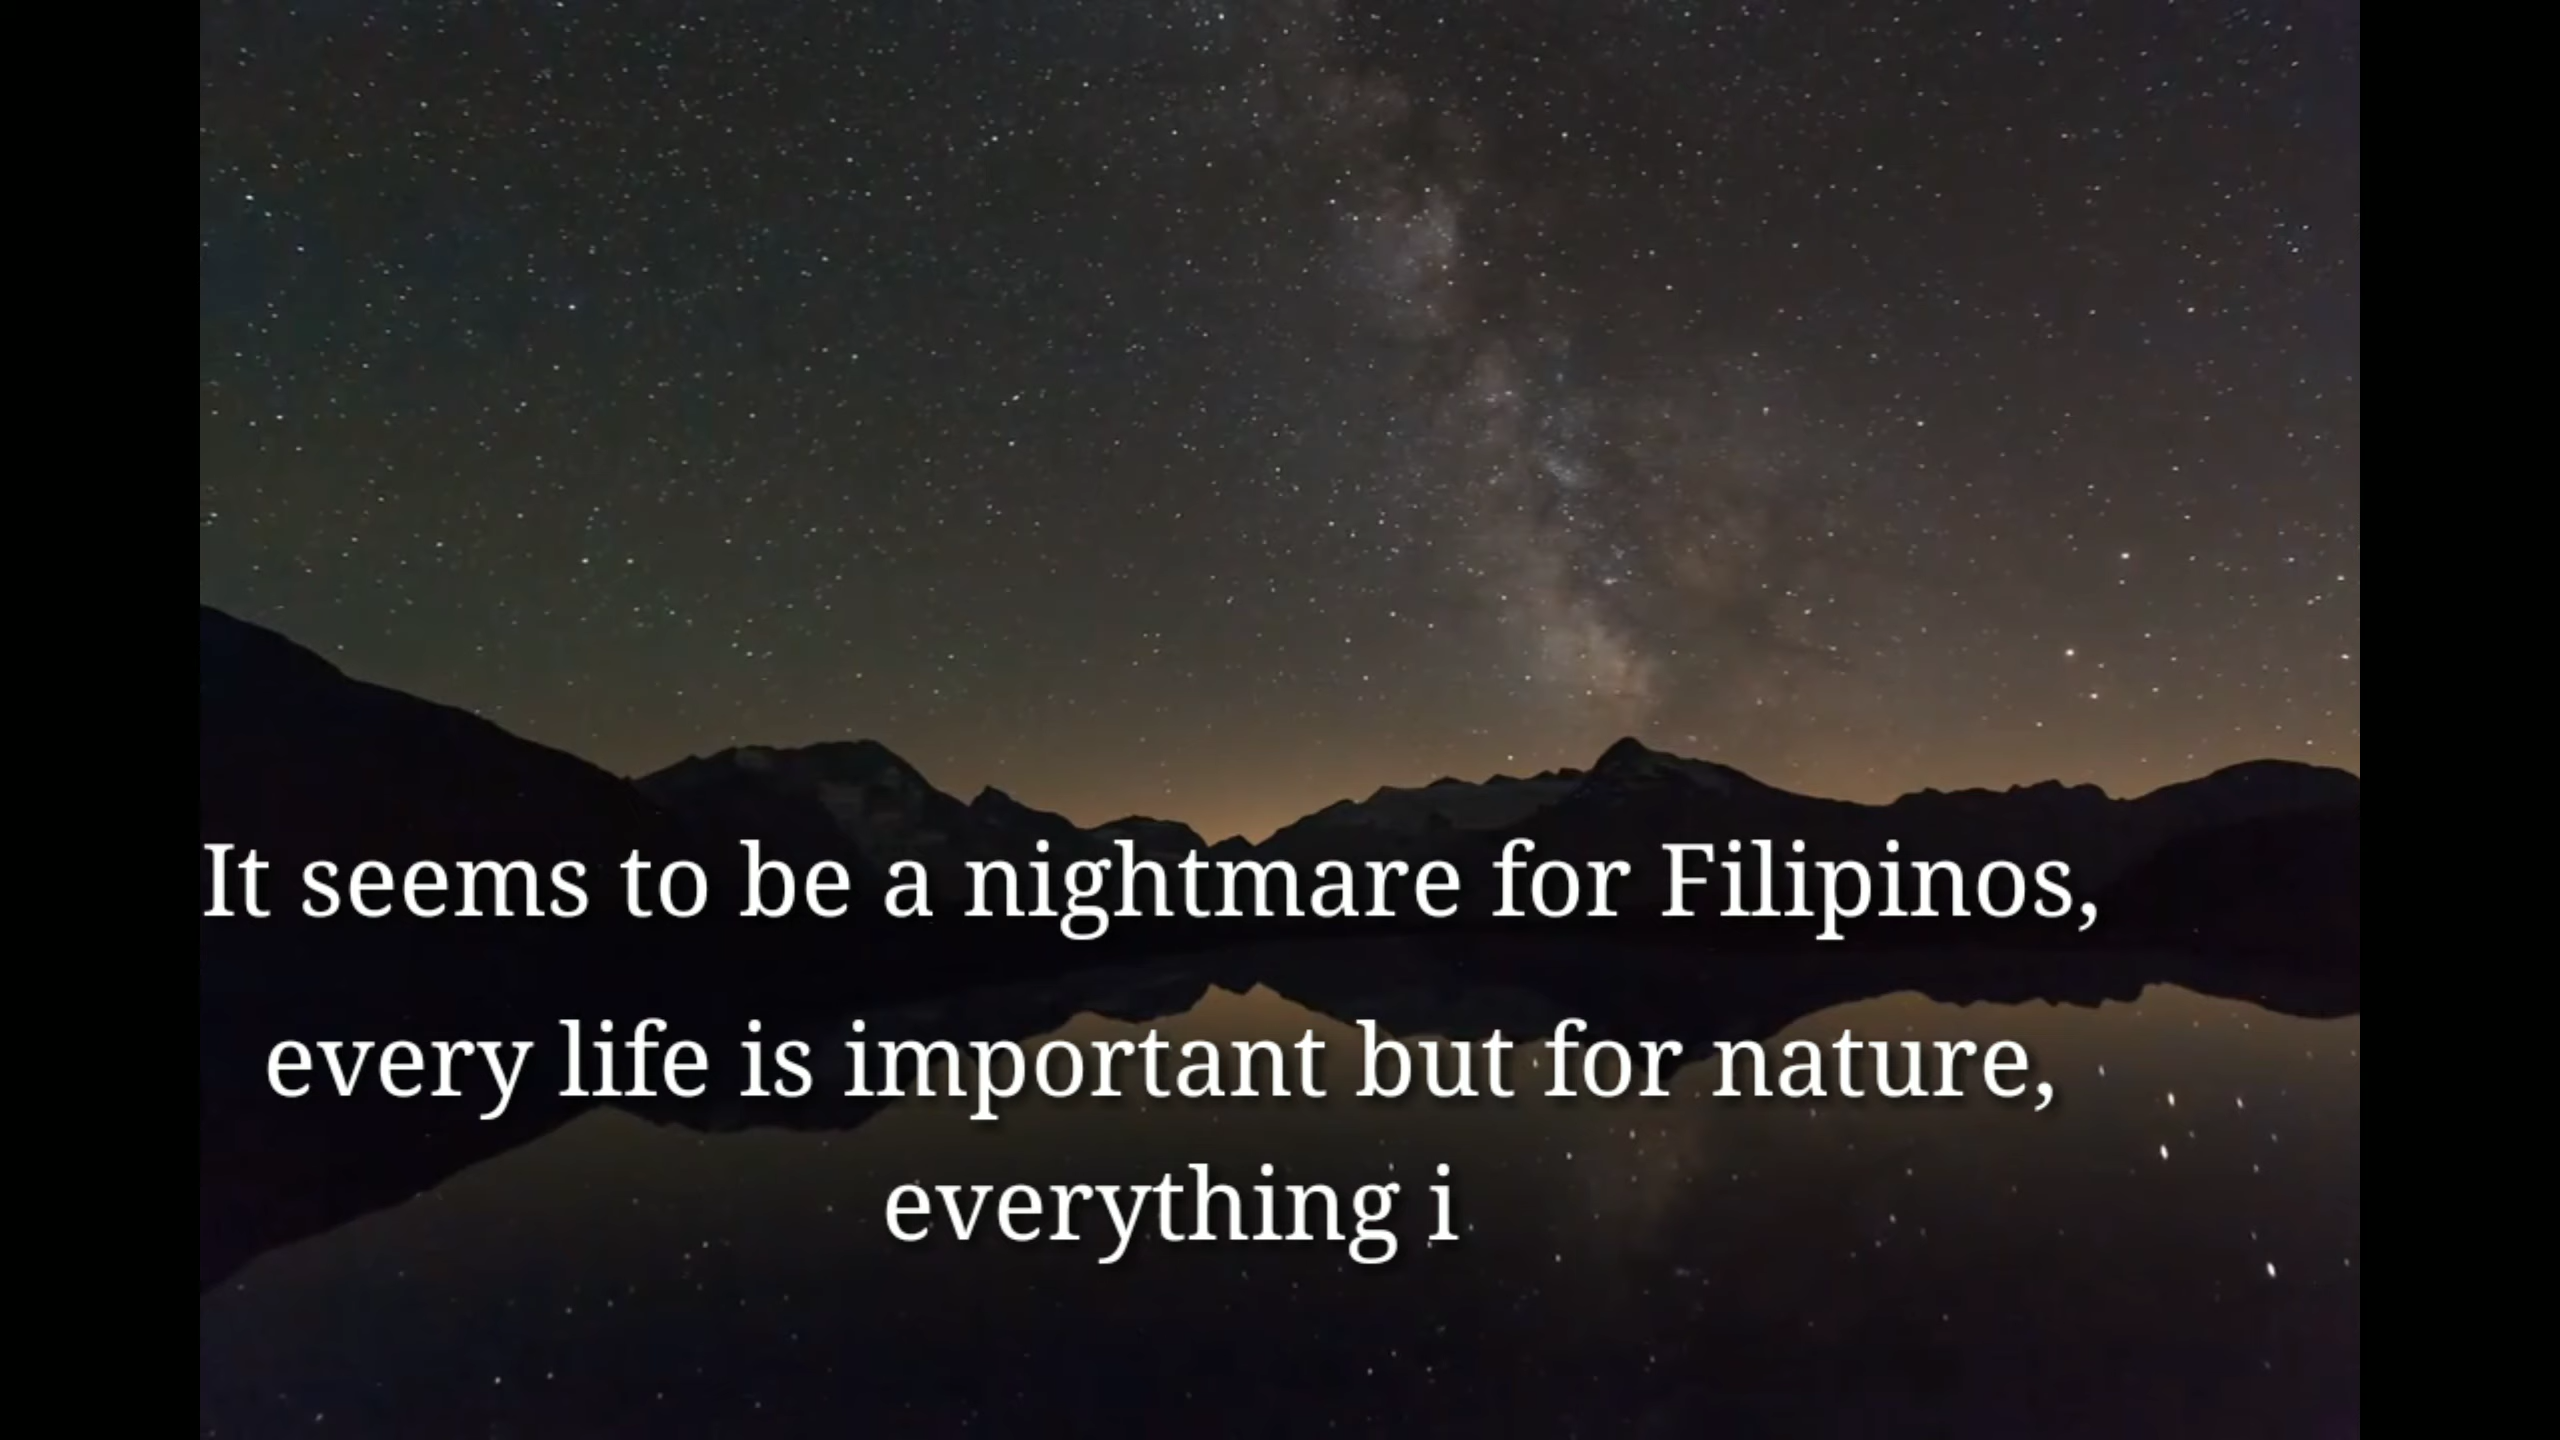 It seems to be a nightmare for Filipinos,
every life is important but for nature,
everything i